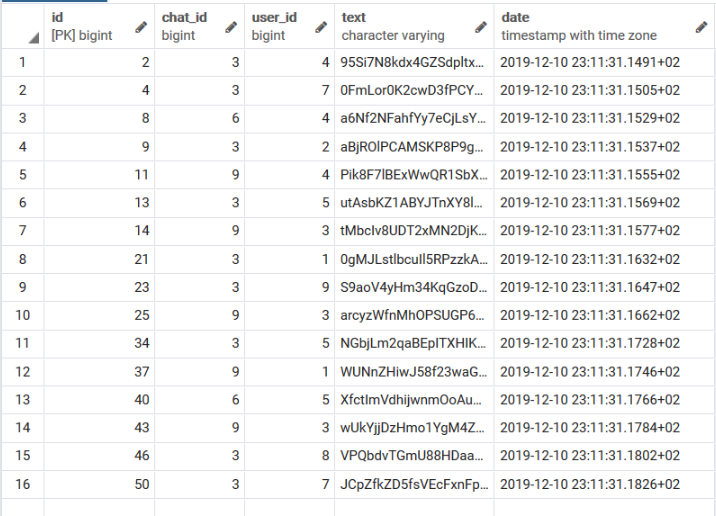 id chat_id user_id text date
[PK] bigint bigint bigint character varying timestamp with time zone
1 2 3 4 95Si7N8kdx4GZSdpltx... 2019-12-10 23:11:31.1491+02
2 4 3 7 0FmLor0K2cwD3fPCY... 2019-12-10 23:11:31.1505+02
3 8 6 4 a6Nf2NFahfYy7eCjLsY... 2019-12-10 23:11:31.1529+02
4 9 3 2 aBjROlPCAMSKP8P9g... 2019-12-10 23:11:31.1537+02
5 11 9 4 Pik8F7lBExWwQR1SbX... 2019-12-10 23:11:31.1555+02
6 13 3 5 utAsbKZ1ABYJTnXY8l... 2019-12-10 23:11:31.1569+02
7 14 9 3 tMbcIv8UDT2xMN2DjK... 2019-12-10 23:11:31.1577+02
8 21 3 1 0gMJLstlbcuIl5RPzzkA... 2019-12-10 23:11:31.1632+02
9 23 3 9 S9aoV4yHm34KqGzoD... 2019-12-10 23:11:31.1647+02
10 25 9 3 arcyzWfnMhOPSUGP6... 2019-12-10 23:11:31.1662+02
11 34 3 5 NGbjLm2qaBEpITXHIK... 2019-12-10 23:11:31.1728+02
12 37 9 1 WUNnZHiwJ58f23waG... 2019-12-10 23:11:31.1746+02
13 40 6 5 XfctImVdhijwnmOoAu... 2019-12-10 23:11:31.1766+02
14 43 9 3 wUkYjjDzHmo1YgM4Z... 2019-12-10 23:11:31.1784+02
15 46 3 8 VPQbdvTGmU88HDaa... 2019-12-10 23:11:31.1802+02
16 50 3 7 JCpZfkZD5fsVEcFxnFp... 2019-12-10 23:11:31.1826+02